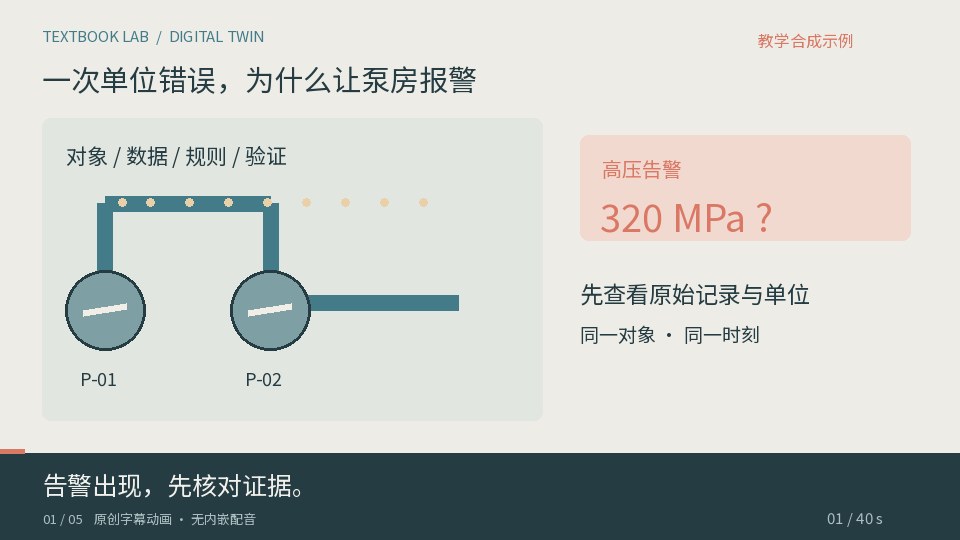 TEXTBOOK LAB / DIGITAL TWIN
教学合成示例
一次单位错误，为什么让泵房报警
对象 / 数据 / 规则 / 验证
高压告警
320 MPa ?
先查看原始记录与单位
同一对象 · 同一时刻
P-01
P-02
告警出现，先核对证据。
01 / 05 原创字幕动画 · 无内嵌配音
01 / 40 s